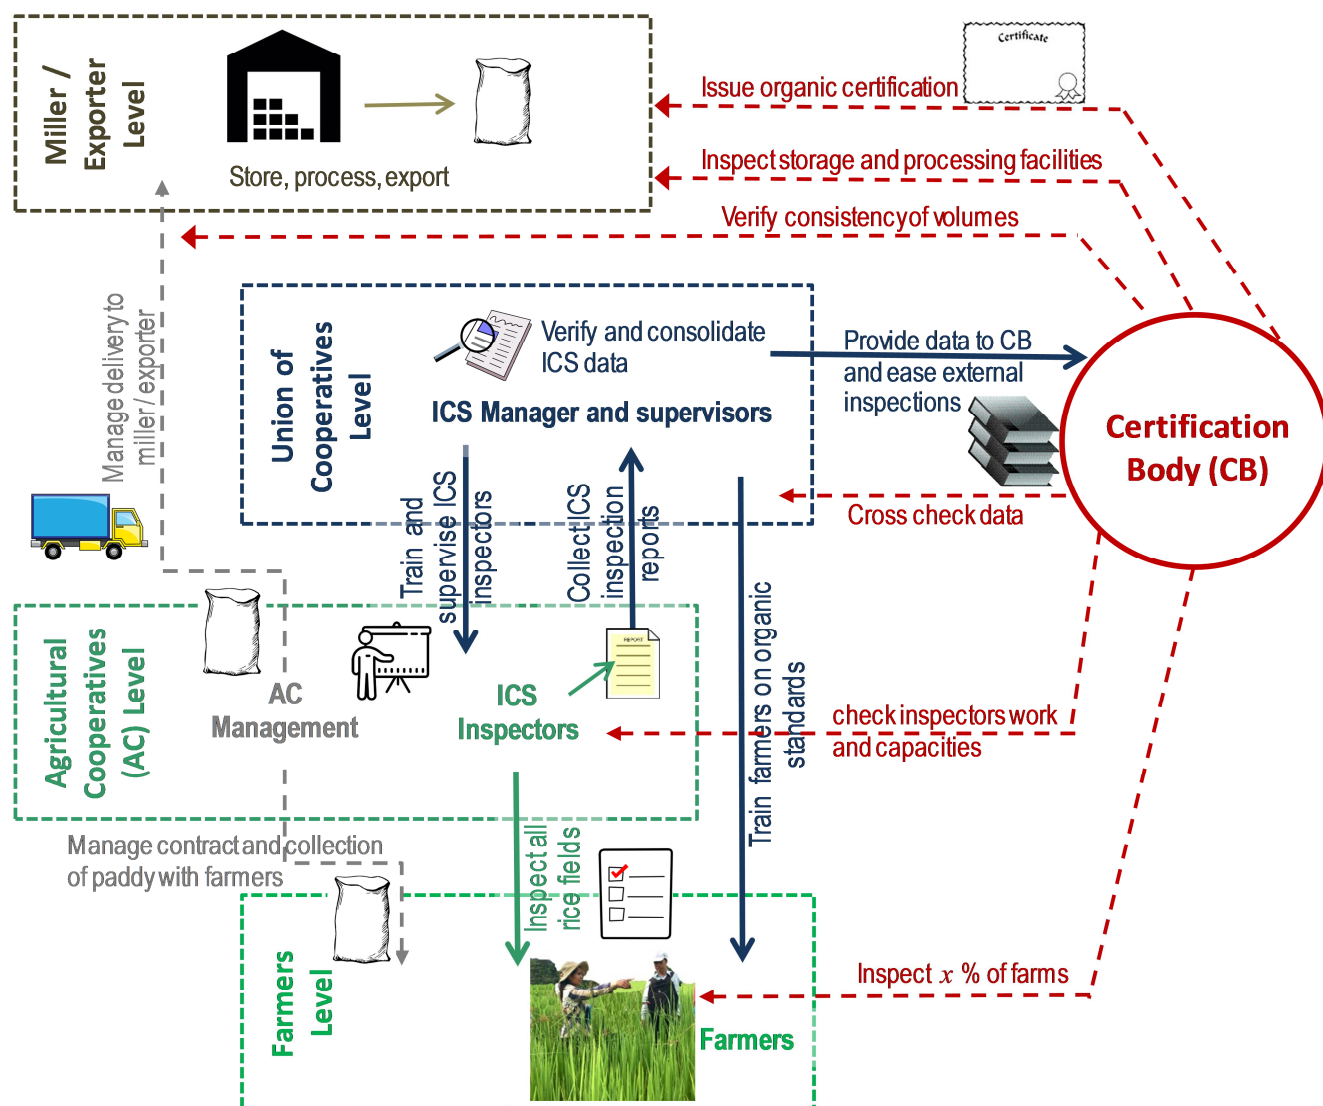 Miller /
Exporter
Level
Store, process, export
Certificate
Issue organic certification
Inspect storage and processing facilities
Verify consistency of volumes
Manage delivery to
miller / exporter
Union of
Cooperatives
Level
Verify and consolidate
ICS data
ICS Manager and supervisors
Provide data to CB
and ease external
inspections
Certification
Body (CB)
Cross check data
Train and
supervise ICS
inspectors
Collect ICS
inspection
reports
Train farmers on organic
standards
Agricultural
Cooperatives
(AC) Level
AC
Management
ICS
Inspectors
REPORT
check inspectors work
and capacities
Manage contract and collection
of paddy with farmers
Inspect all
rice fields
Farmers
Level
Inspect x % of farms
Farmers